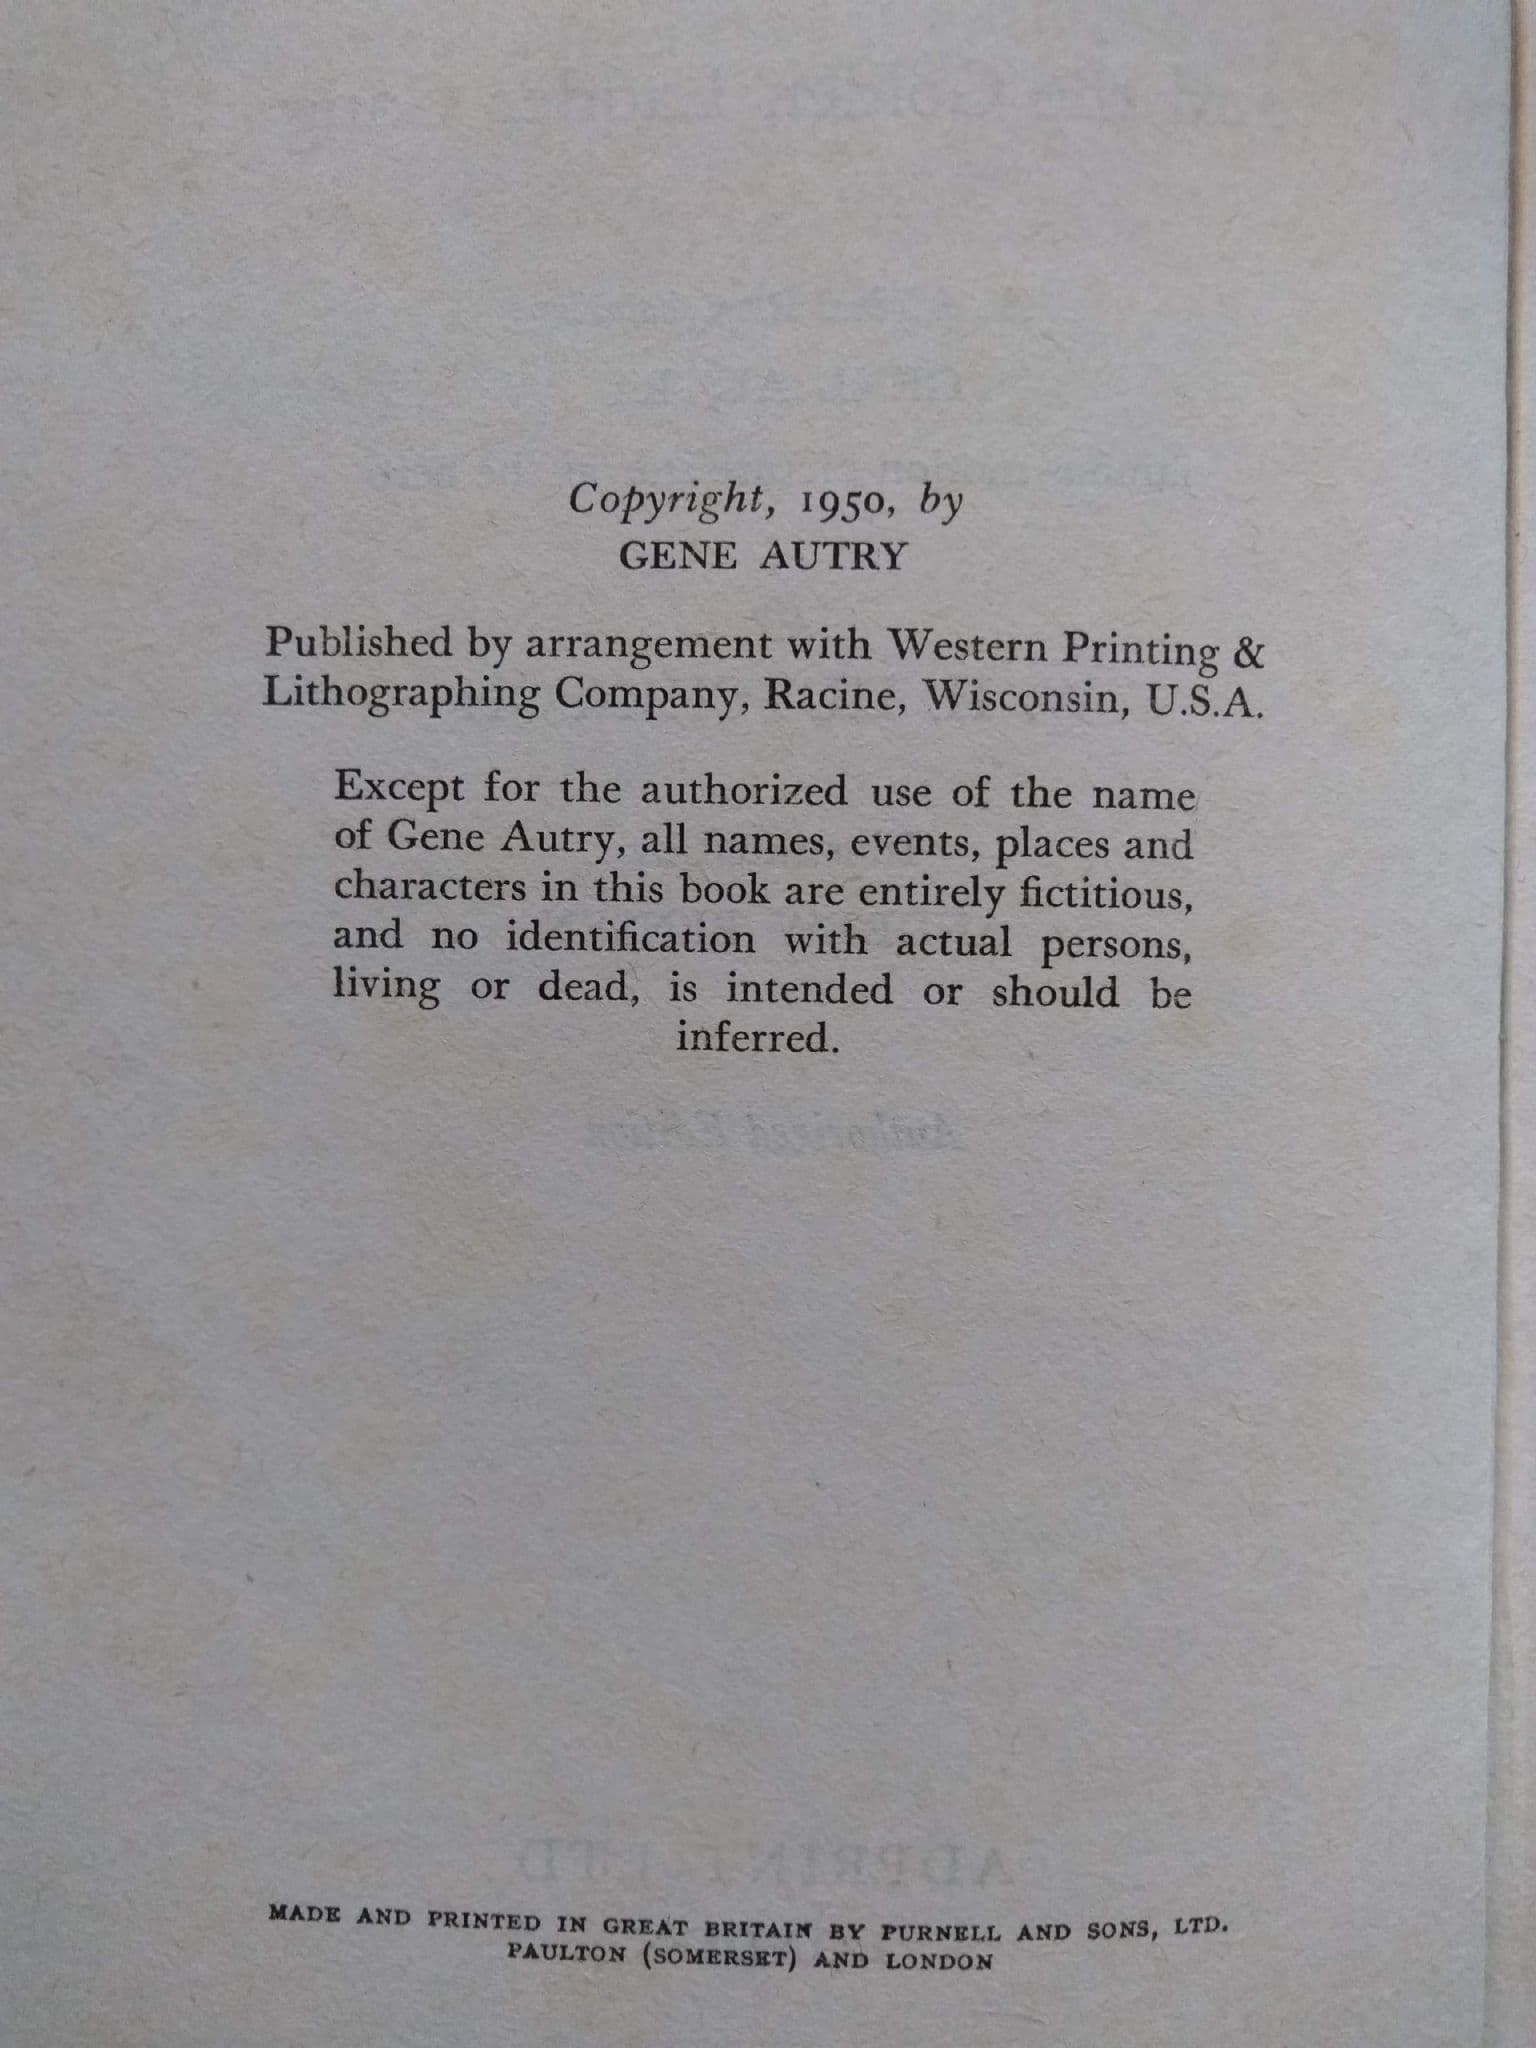 Copyright, 1950, by
GENE AUTRY
Published by arrangement with Western Printing &
Lithographing Company, Racine, Wisconsin, U.S.A.
Except for the authorized use of the name
of Gene Autry, all names, events, places and
characters in this book are entirely fictitious,
and no identification with actual persons,
living or dead, is intended or should be
inferred.
MADE AND PRINTED IN GREAT BRITAIN BY PURNELL AND SONS, LTD.
PAULTON (SOMERSET) AND LONDON